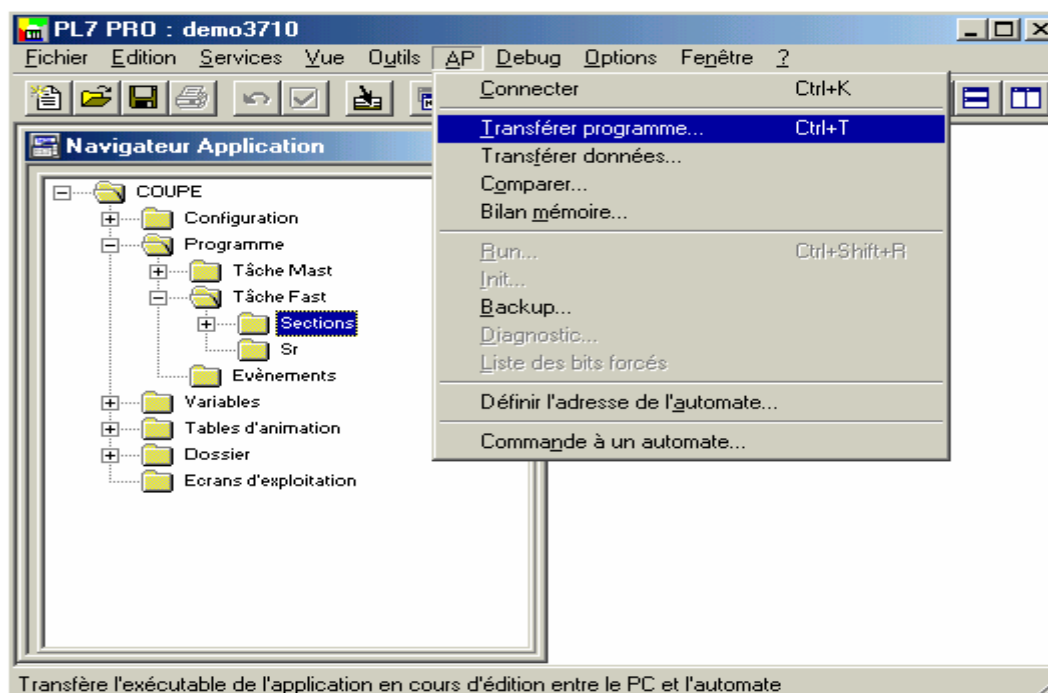 PL7 PRO : demo3710
Fichier Edition Services Vue Outils AP Debug Options Fenêtre ?
Connecter Ctrl+K
Transférer programme... Ctrl+T
Transférer données...
Comparer...
Bilan mémoire...
Run... Ctrl+Shift+R
Init...
Backup...
Diagnostic...
Liste des bits forcés
Définir l'adresse de l'automate...
Commande à un automate...
Navigateur Application
COUPE
Configuration
Programme
Tâche Mast
Tâche Fast
Sections
Sr
Evènements
Variables
Tables d'animation
Dossier
Ecrans d'exploitation
Transfère l'exécutable de l'application en cours d'édition entre le PC et l'automate